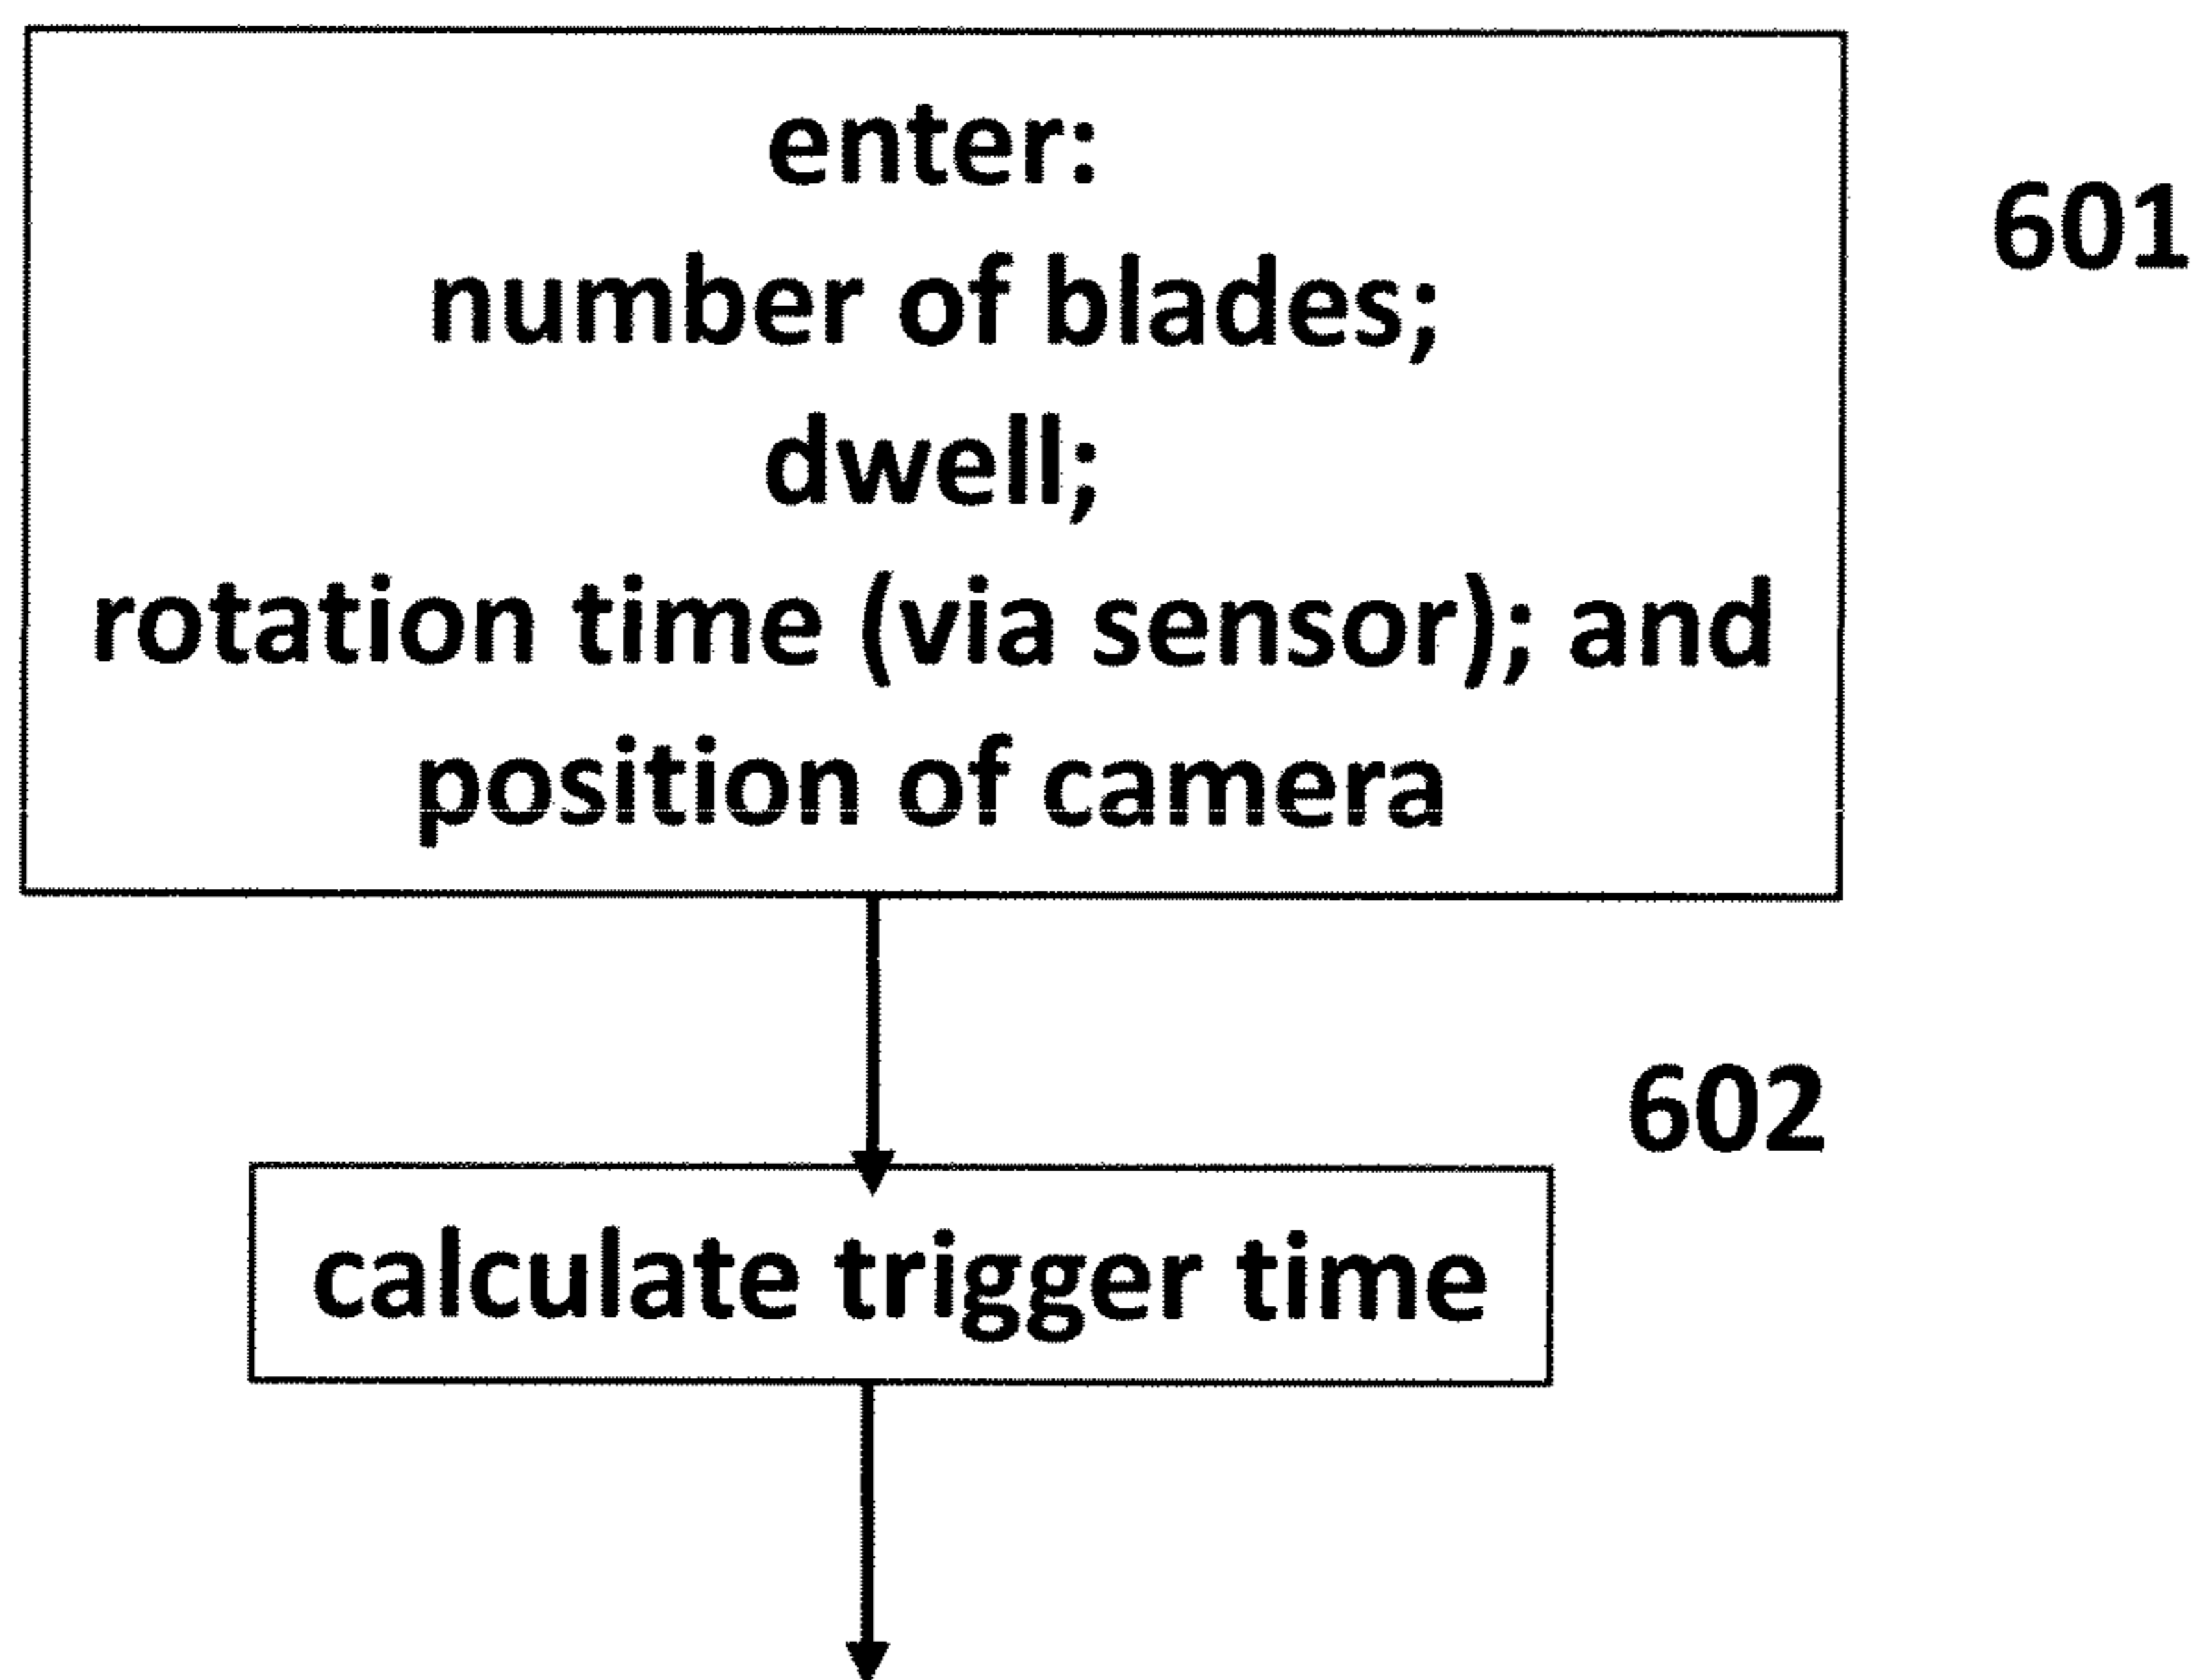 enter:
number of blades;
dwell;
rotation time (via sensor); and
position of camera
601
602
calculate trigger time